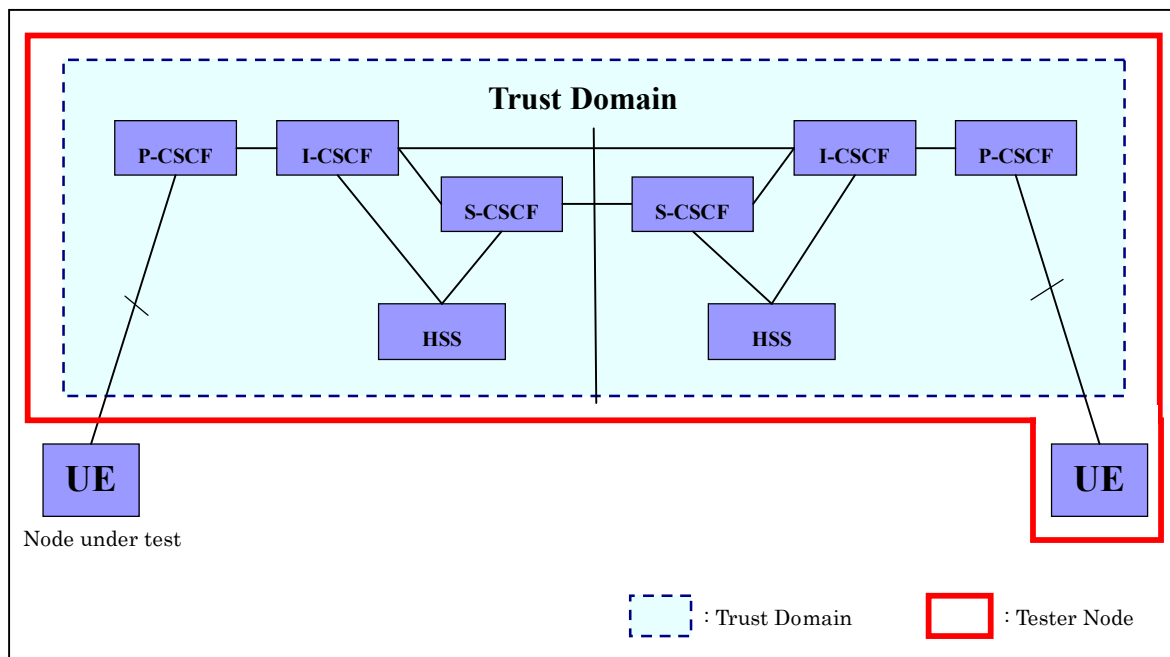 Trust Domain
P-CSCF
I-CSCF
I-CSCF
P-CSCF
S-CSCF
S-CSCF
HSS
HSS
UE
UE
Node under test
: Trust Domain
: Tester Node